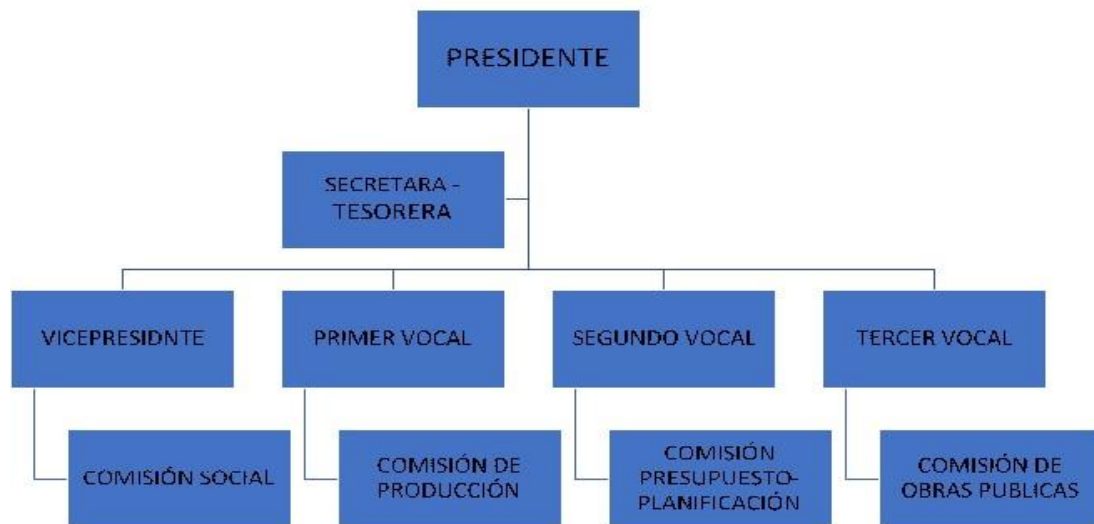 PRESIDENTE
SECRETARA -
TESORERA
VICEPRESIDNTE
PRIMER VOCAL
SEGUNDO VOCAL
TERCER VOCAL
COMISIÓN SOCIAL
COMISIÓN DE
PRODUCCIÓN
COMISIÓN
PRESUPUESTO-
PLANIFICACIÓN
COMISIÓN DE
OBRAS PUBLICAS